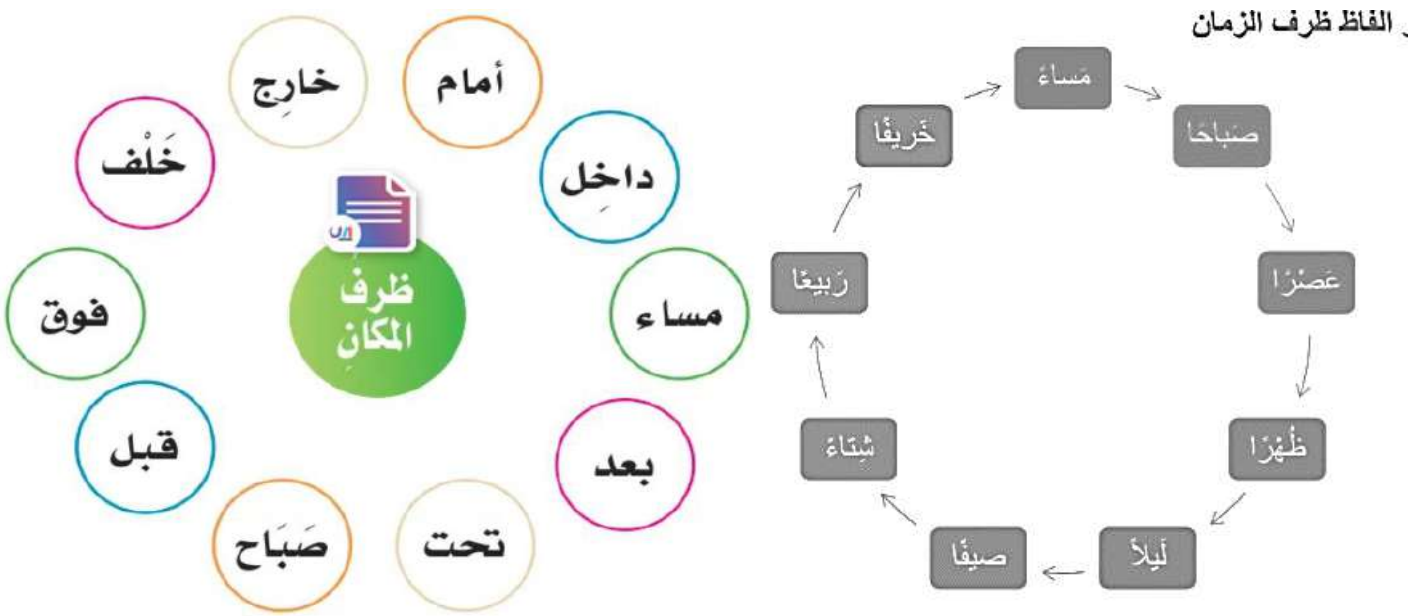 ر الفاظ ظرف الزمان
مَساءً
صَباحًا
عَصْرًا
ظُهْرًا
لَيلاً
صيفًا
شِتاءً
رَبيعًا
خَريفًا
ظرفُ
المكانِ
أمام
داخِل
مساء
بعد
تحت
صَبَاح
قبل
فوق
خَلْف
خارِج